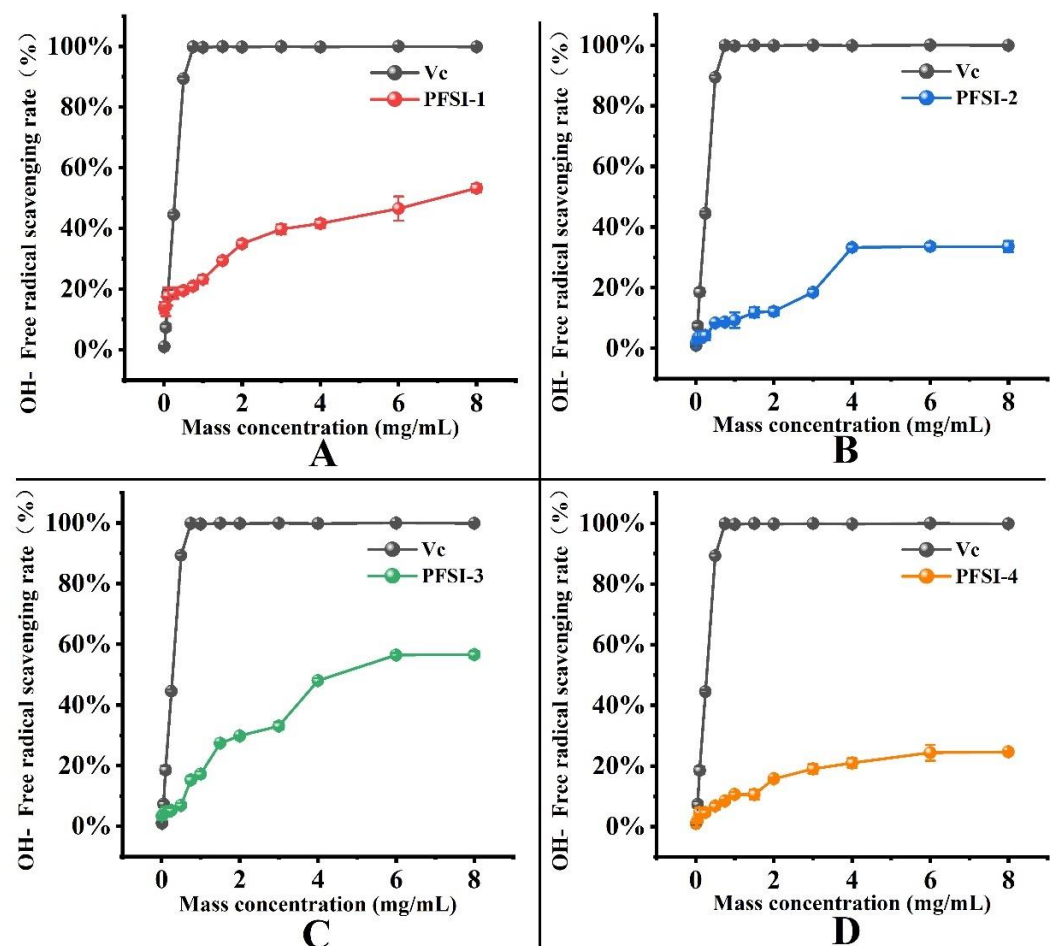 OH- Free radical scavenging rate（%）
100%
80%
60%
40%
20%
0%
Vc
PFSI-1
0 2 4 6 8
Mass concentration (mg/mL)
A
OH- Free radical scavenging rate（%）
100%
80%
60%
40%
20%
0%
Vc
PFSI-2
0 2 4 6 8
Mass concentration (mg/mL)
B
OH- Free radical scavenging rate（%）
100%
80%
60%
40%
20%
0%
Vc
PFSI-3
0 2 4 6 8
Mass concentration (mg/mL)
C
OH- Free radical scavenging rate（%）
100%
80%
60%
40%
20%
0%
Vc
PFSI-4
0 2 4 6 8
Mass concentration (mg/mL)
D